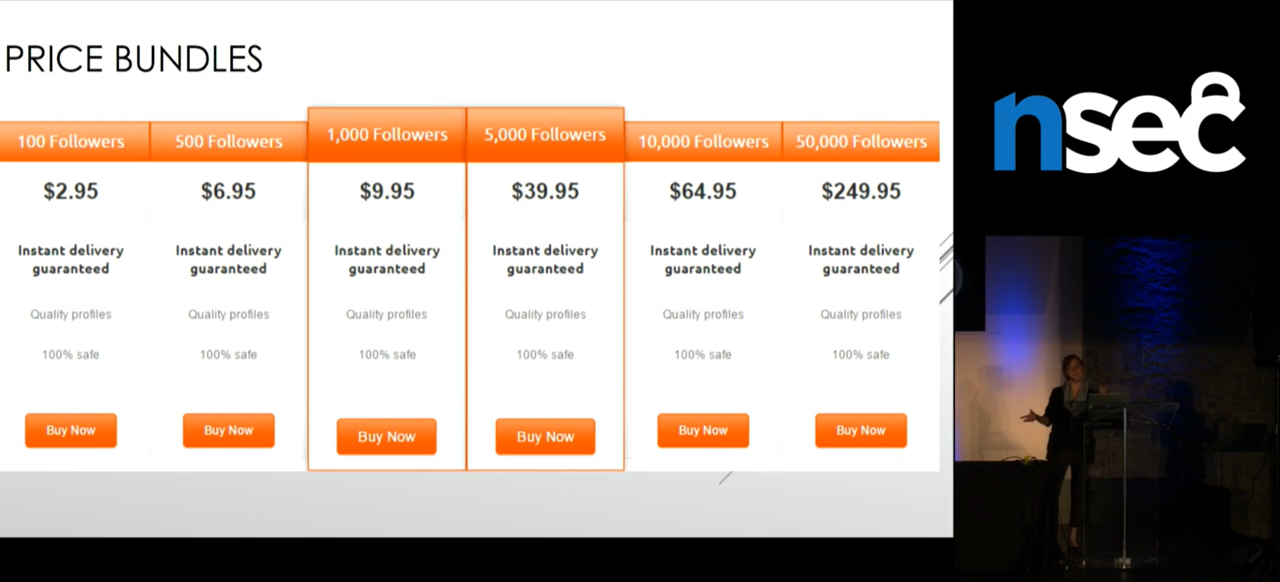 PRICE BUNDLES
100 Followers
500 Followers
1,000 Followers
5,000 Followers
10,000 Followers
50,000 Followers
$2.95
$6.95
$9.95
$39.95
$64.95
$249.95
Instant delivery
guaranteed
Instant delivery
guaranteed
Instant delivery
guaranteed
Instant delivery
guaranteed
Instant delivery
guaranteed
Instant delivery
guaranteed
Quality profiles
Quality profiles
Quality profiles
Quality profiles
Quality profiles
Quality profiles
100% safe
100% safe
100% safe
100% safe
100% safe
100% safe
Buy Now
Buy Now
Buy Now
Buy Now
Buy Now
Buy Now
nsec